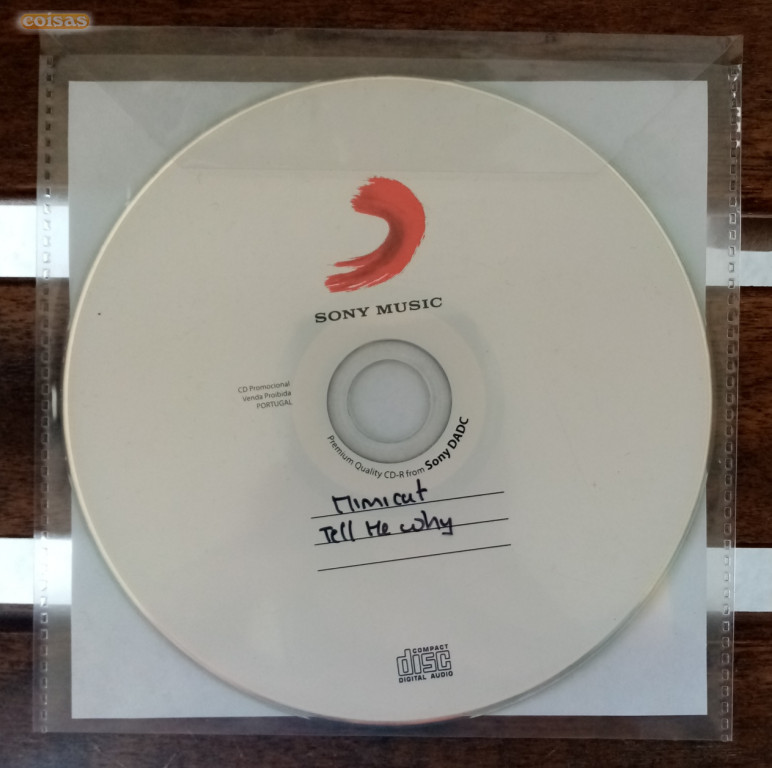 coisas
SONY MUSIC
CD Promocional
Venda Proibida
PORTUGAL
Premium Quality CD-R from Sony DADC
Mimicat
Tell Me Why
COMPACT
disc
DIGITAL AUDIO